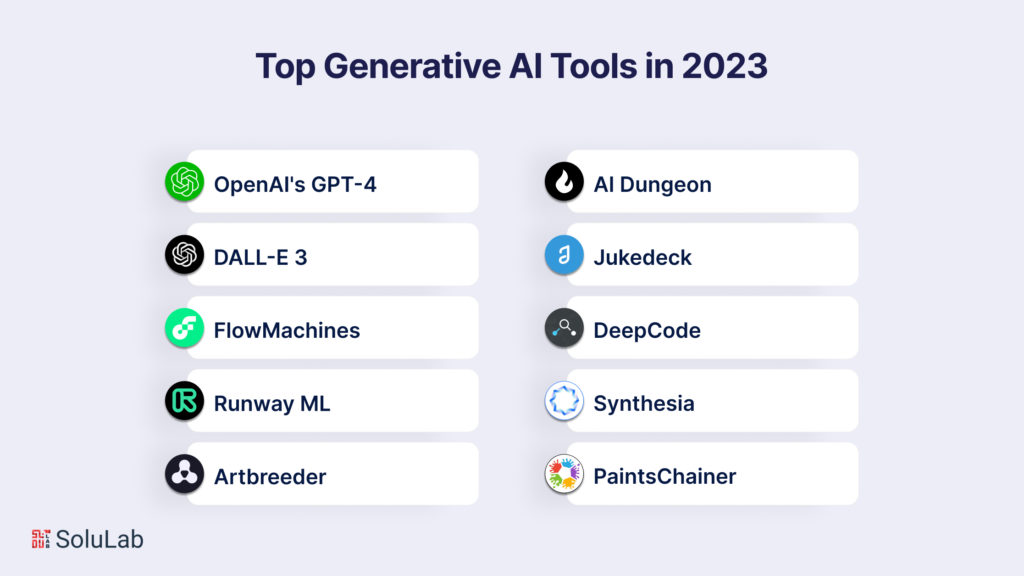 Top Generative AI Tools in 2023
OpenAI's GPT-4
DALL-E 3
FlowMachines
Runway ML
Artbreeder
AI Dungeon
Jukedeck
DeepCode
Synthesia
PaintsChainer
SoluLab